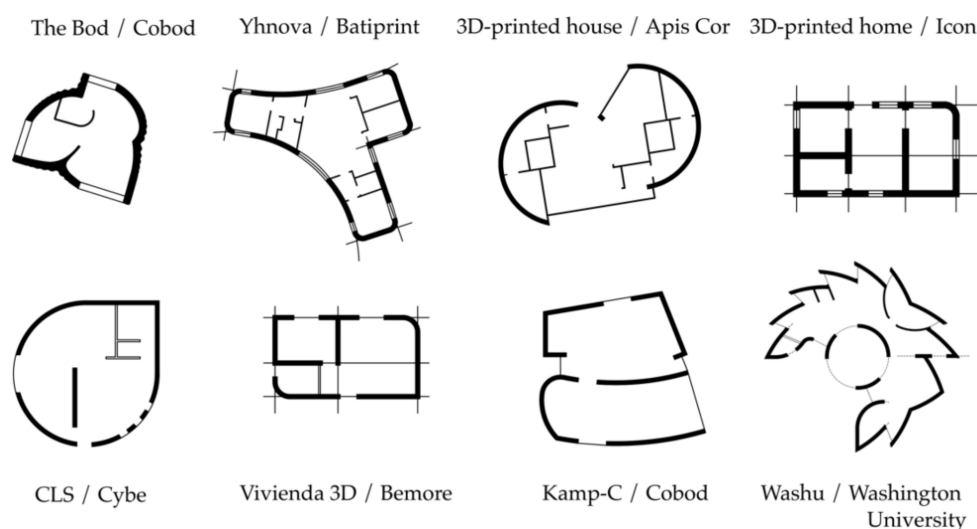 The Bod / Cobod
Yhnova / Batiprint
3D-printed house / Apis Cor
3D-printed home / Icon
CLS / Cybe
Vivienda 3D / Bemore
Kamp-C / Cobod
Washu / Washington
University